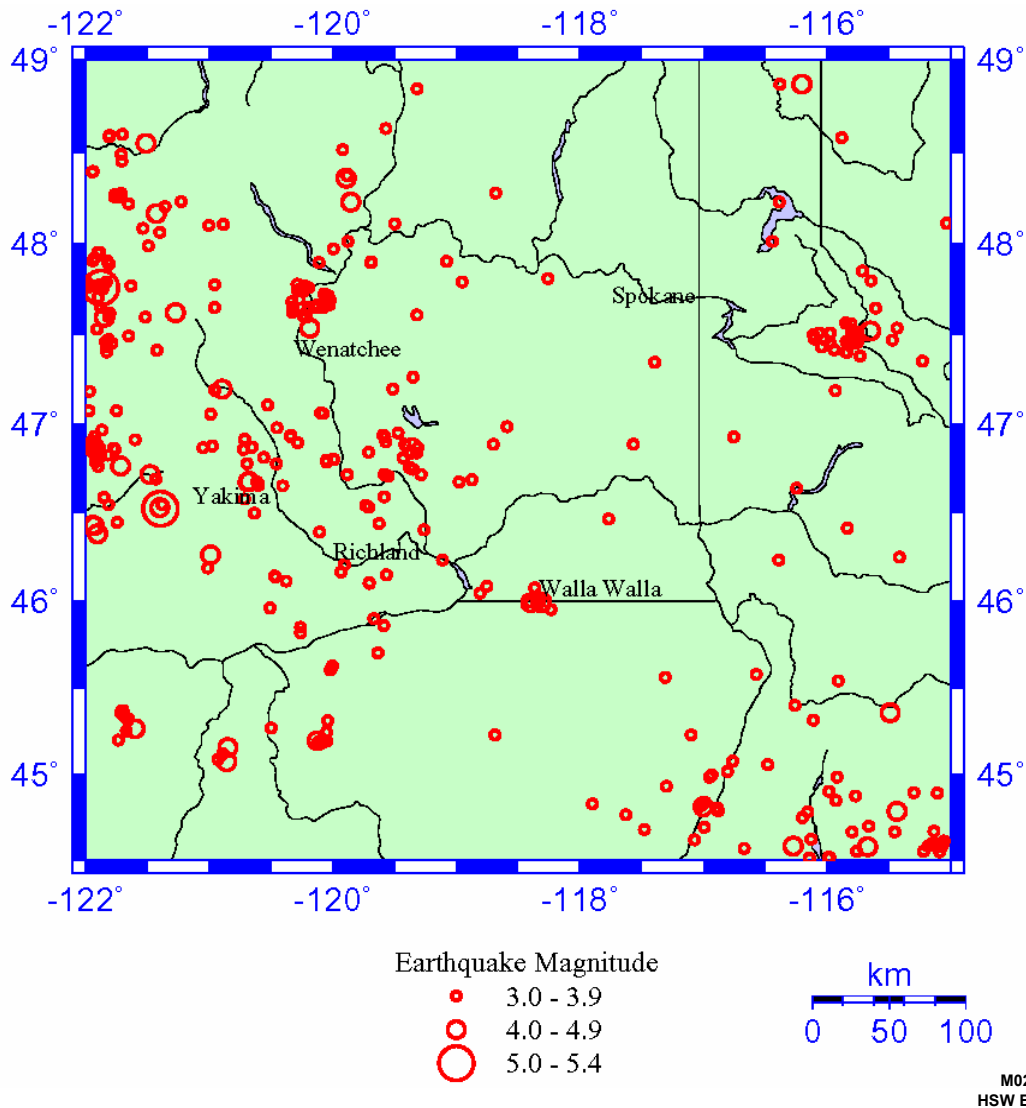 -122˚ -120˚ -118˚ -116˚
49˚ 49˚
48˚ 48˚
Spokane
Wenatchee
47˚ 47˚
Yakima
Richland
Walla Walla
46˚ 46˚
45˚ 45˚
-122˚ -120˚ -118˚ -116˚
Earthquake Magnitude
3.0 - 3.9
4.0 - 4.9
5.0 - 5.4
km
0 50 100
M02
HSW E